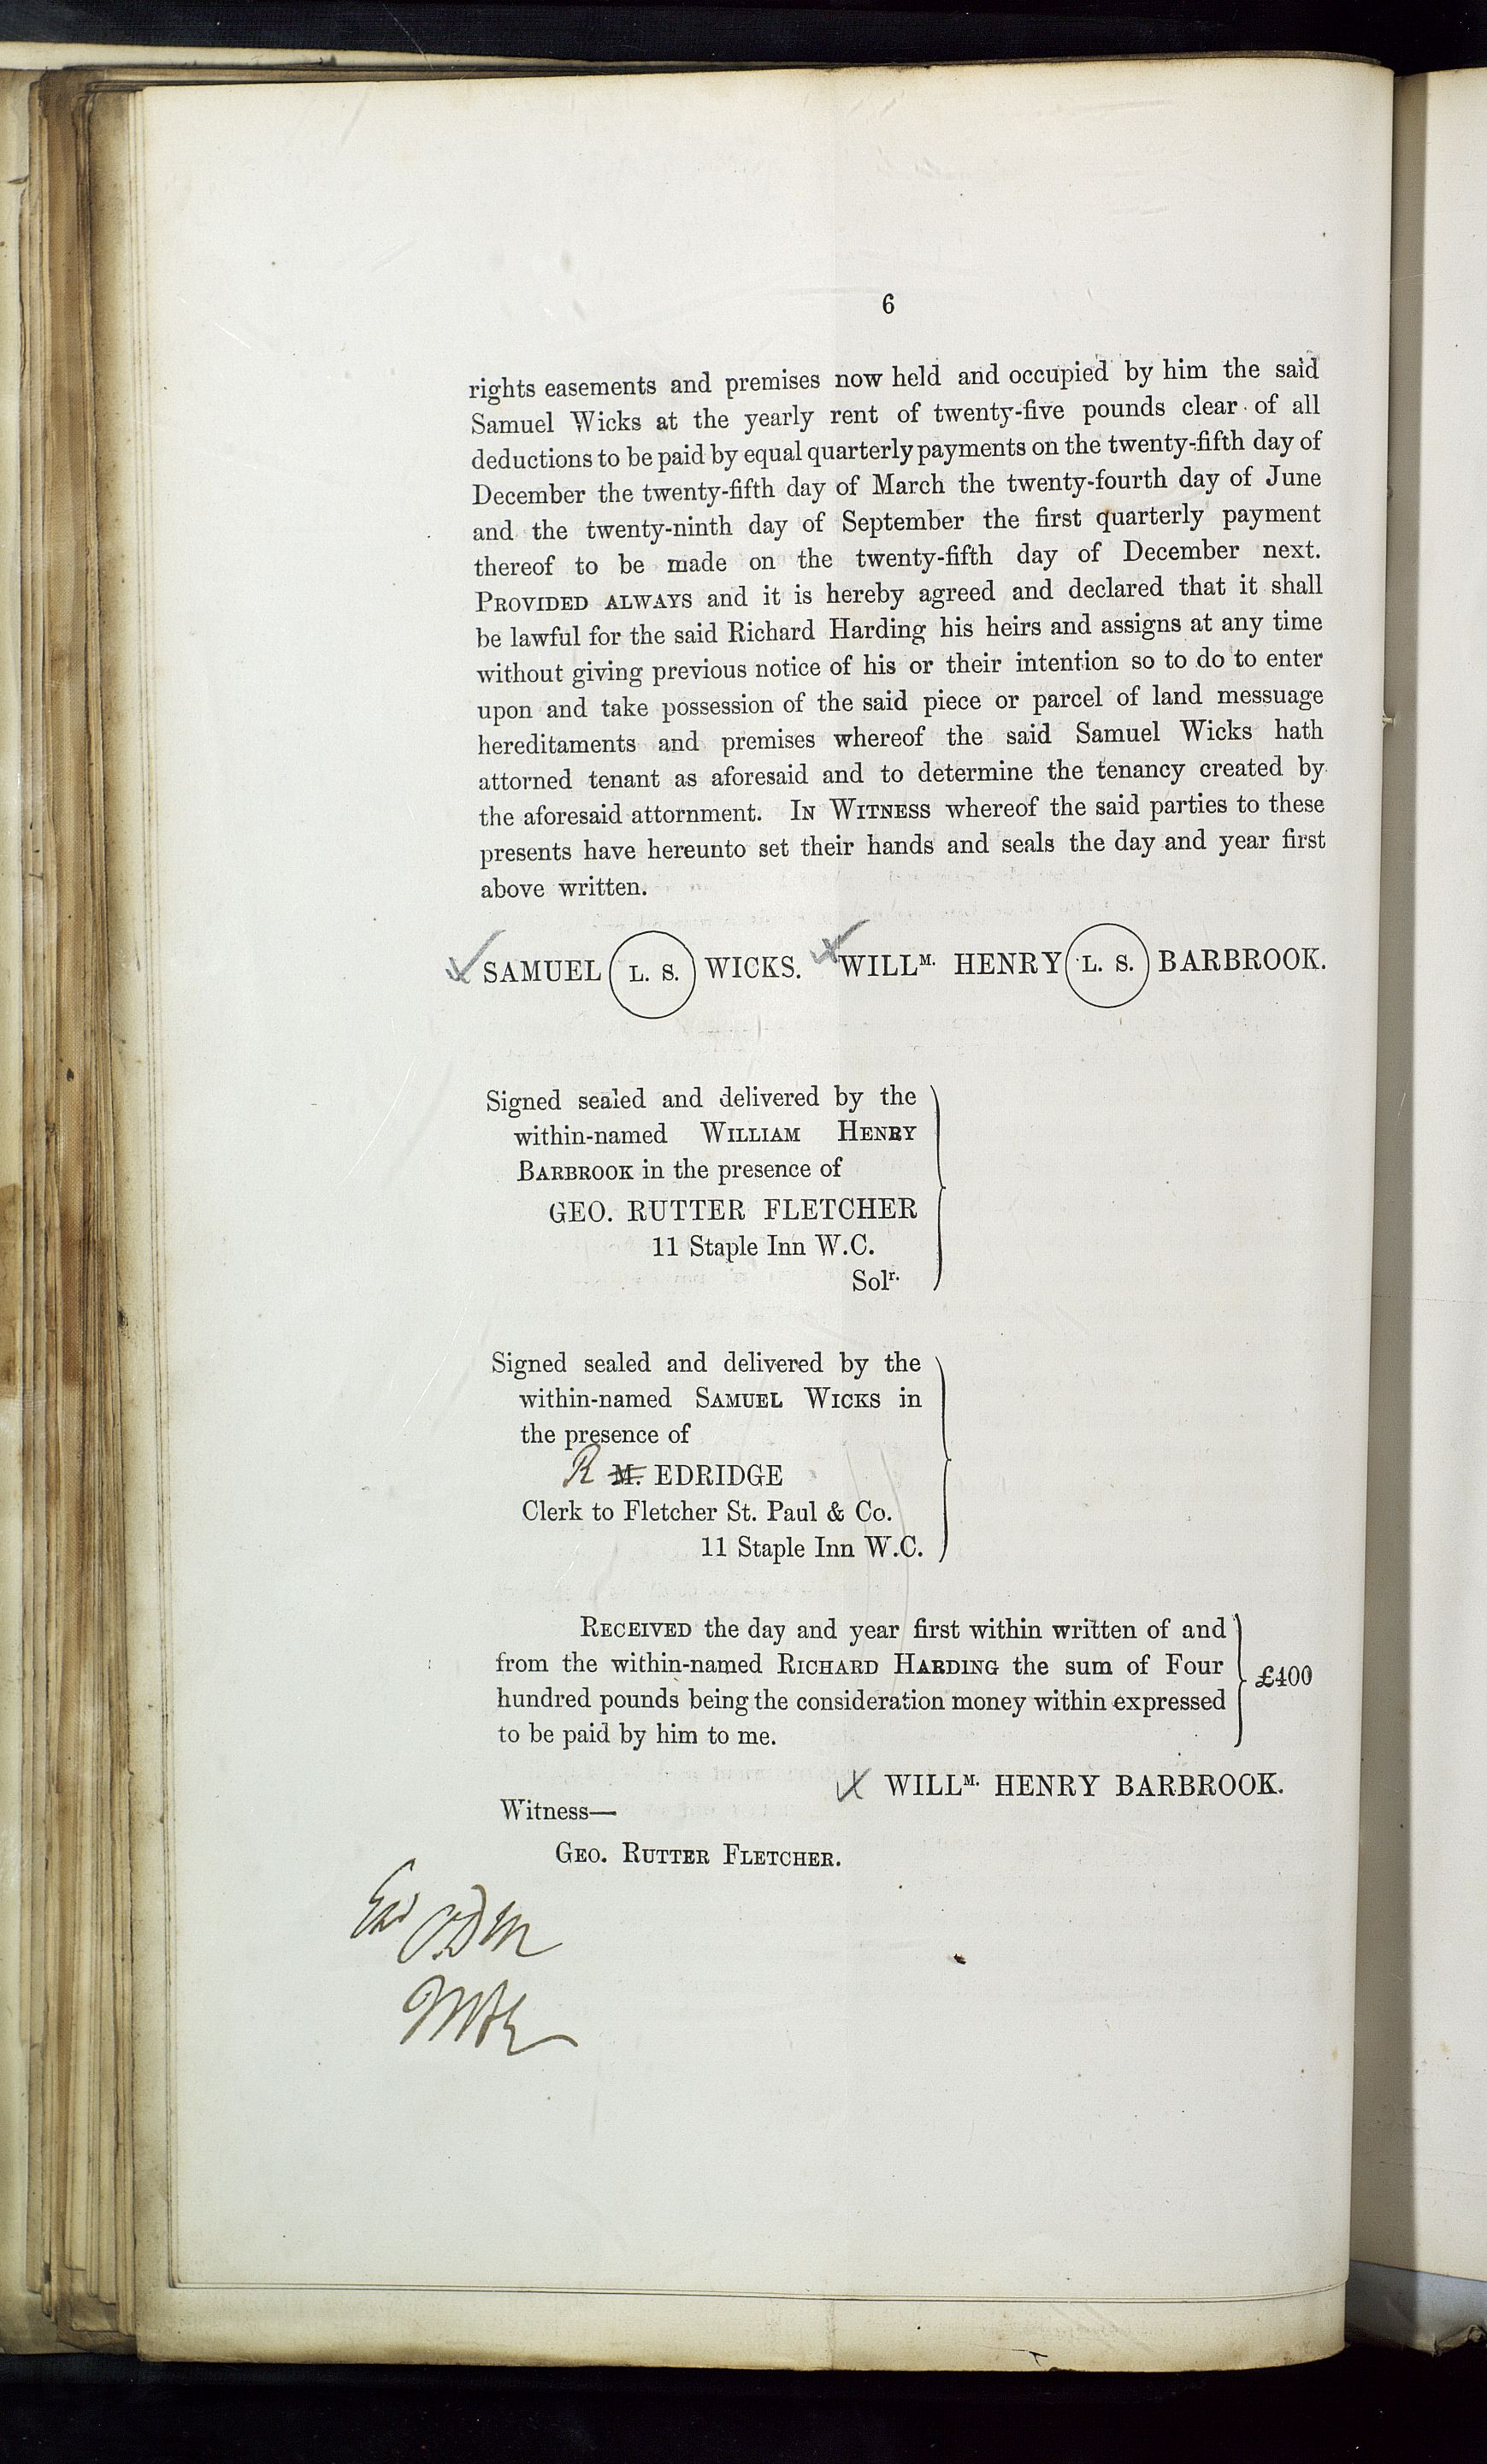 6
rights easements and premises now held and occupied by him the said
Samuel Wicks at the yearly rent of twenty-five pounds clear of all
deductions to be paid by equal quarterly payments on the twenty-fifth day of
December the twenty-fifth day of March the twenty-fourth day of June
and the twenty-ninth day of September the first quarterly payment
thereof to be made on the twenty-fifth day of December next.
PROVIDED ALWAYS and it is hereby agreed and declared that it shall
be lawful for the said Richard Harding his heirs and assigns at any time
without giving previous notice of his or their intention so to do to enter
upon and take possession of the said piece or parcel of land messuage
hereditaments and premises whereof the said Samuel Wicks hath
attorned tenant as aforesaid and to determine the tenancy created by
the aforesaid attornment. IN WITNESS whereof the said parties to these
presents have hereunto set their hands and seals the day and year first
above written.
SAMUEL L. S. WICKS. WILLM. HENRY L. S. BARBROOK.
Signed sealed and delivered by the
within-named WILLIAM HENRY
BARBROOK in the presence of
GEO. RUTTER FLETCHER
11 Staple Inn W.C.
Solr.
Signed sealed and delivered by the
within-named SAMUEL WICKS in
the presence of
R M. EDRIDGE
Clerk to Fletcher St. Paul & Co.
11 Staple Inn W.C.
RECEIVED the day and year first within written of and
from the within-named RICHARD HARDING the sum of Four
hundred pounds being the consideration money within expressed
to be paid by him to me.
£400
WILLM. HENRY BARBROOK.
Witness—
GEO. RUTTER FLETCHER.